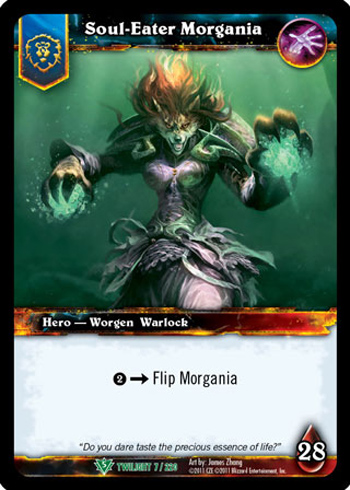 Soul-Eater Morgania
Hero — Worgen Warlock
2 → Flip Morgania
"Do you dare taste the precious essence of life?"
TWILIGHT 7 / 220
Art by: James Zhang
©2011 CZE ©2011 Blizzard Entertainment, Inc.
28